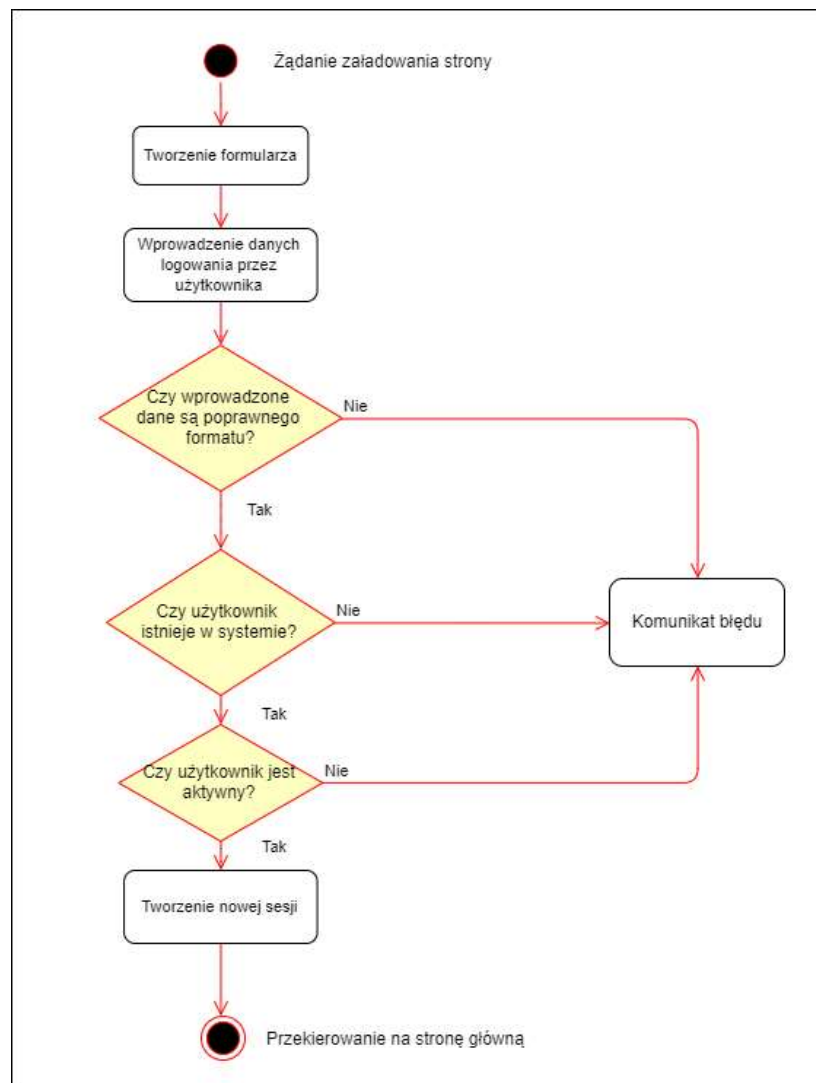 Żądanie załadowania strony
Tworzenie formularza
Wprowadzenie danych
logowania przez
użytkownika
Czy wprowadzone
dane są poprawnego
formatu?
Nie
Tak
Czy użytkownik
istnieje w systemie?
Nie
Komunikat błędu
Tak
Czy użytkownik jest
aktywny?
Nie
Tak
Tworzenie nowej sesji
Przekierowanie na stronę główną